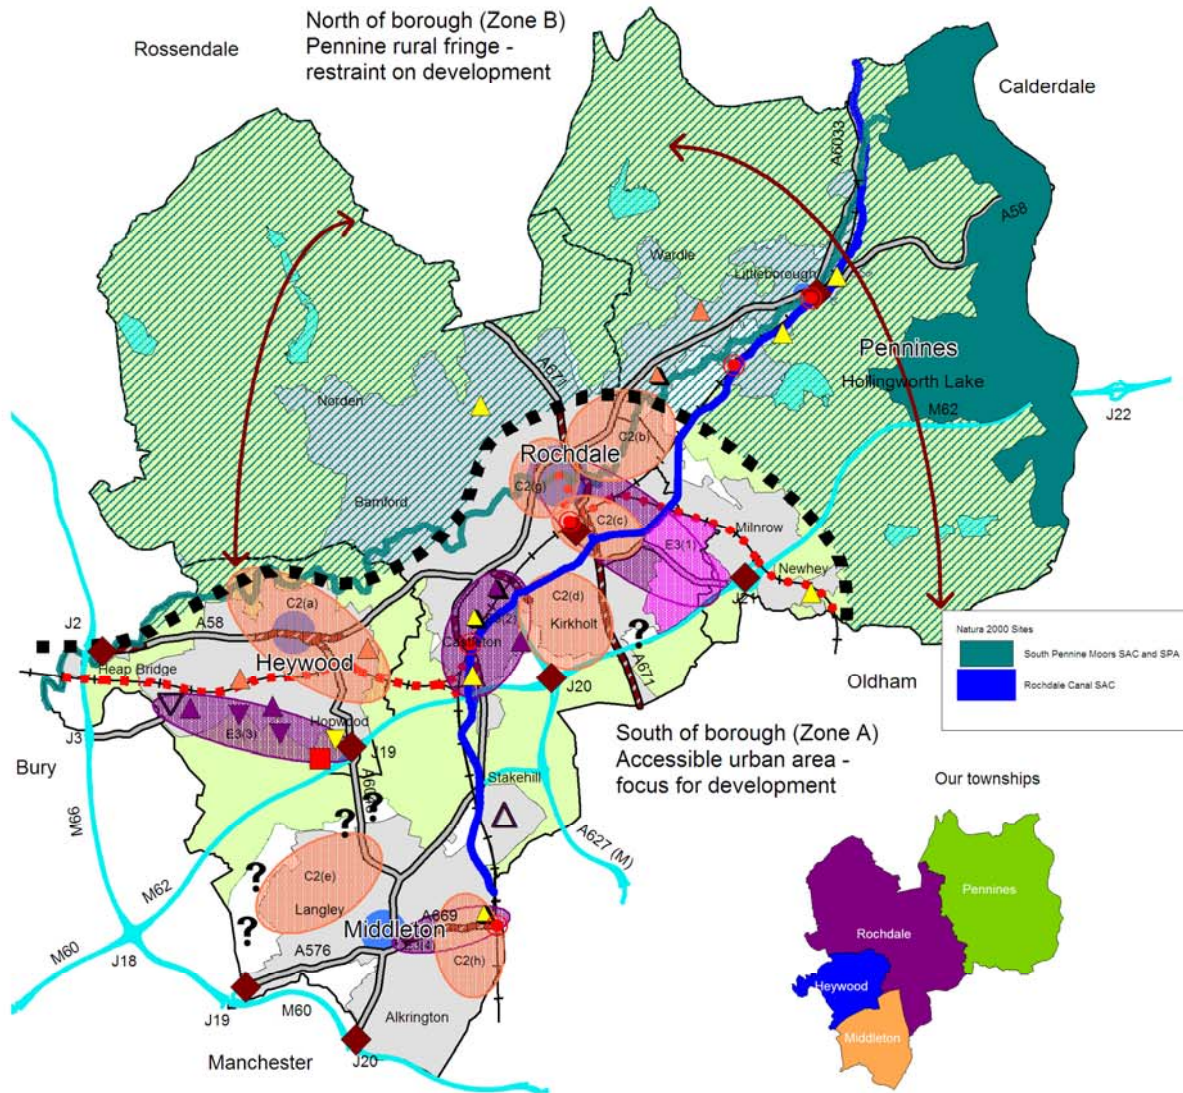 North of borough (Zone B)
Pennine rural fringe -
restraint on development
Rossendale
Calderdale
A6033
A58
Wardle
Littleborough
Pennines
Hollingworth Lake
M62
J22
A671
Norden
Rochdale
C2(b)
C2(g)
Bamford
C2(c)
Milnrow
E3(1)
Newhey
J21
C2(a)
C2(d)
J2
A58
Kirkholt
?
Castleton
Heywood
Heap Bridge
A671
J20
Oldham
Natura 2000 Sites
South Pennine Moors SAC and SPA
Rochdale Canal SAC
Hopwood
E3(3)
J3
J19
Bury
South of borough (Zone A)
Accessible urban area -
focus for development
Stakehill
Our townships
M66
?
?
A627 (M)
M62
?
C2(e)
Langley
Pennines
?
Middleton
A669
Rochdale
A576
C2(h)
M60
J18
Heywood
J19
M60
Alkrington
Middleton
Manchester
J20